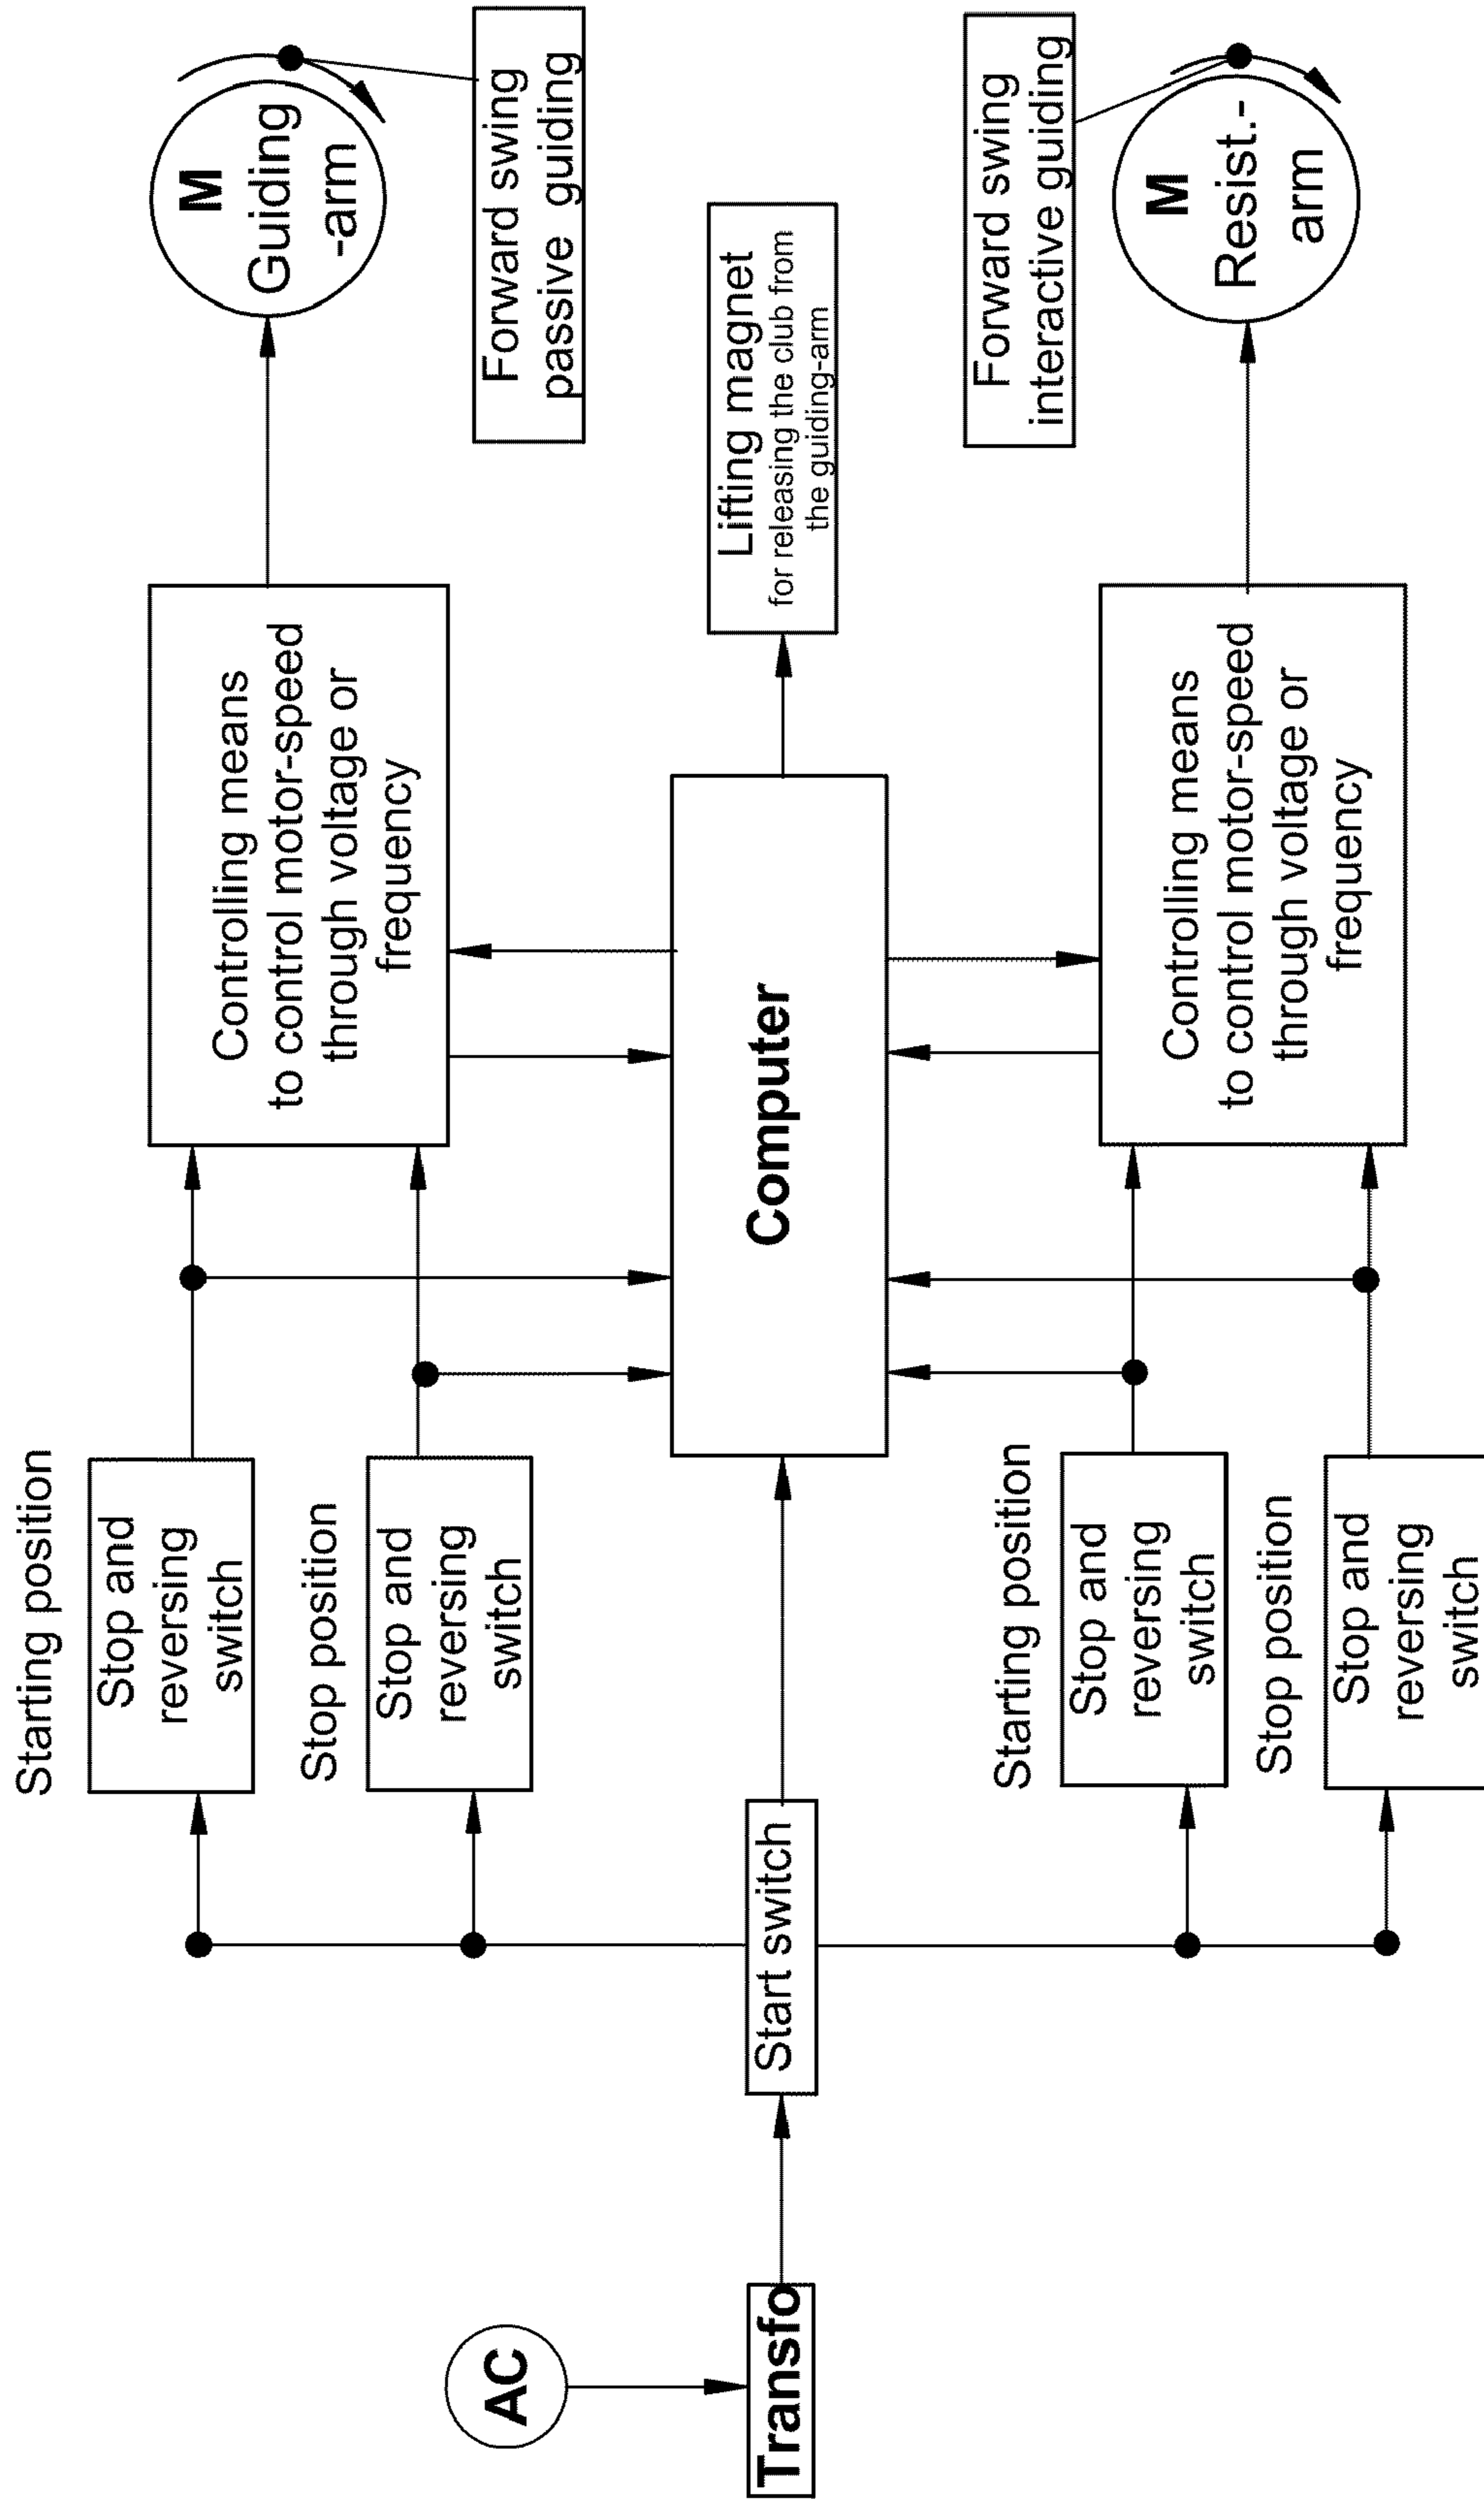 AC
Transfo
Start switch
Starting position
Stop and
reversing
switch
Stop position
Stop and
reversing
switch
Starting position
Stop and
reversing
switch
Stop position
Stop and
reversing
switch
Computer
Controlling means
to control motor-speed
through voltage or
frequency
Controlling means
to control motor-speed
through voltage or
frequency
Lifting magnet
for releasing the club from
the guiding-arm
M
Guiding
-arm
Forward swing
passive guiding
Forward swing
interactive guiding
M
Resist.-
arm